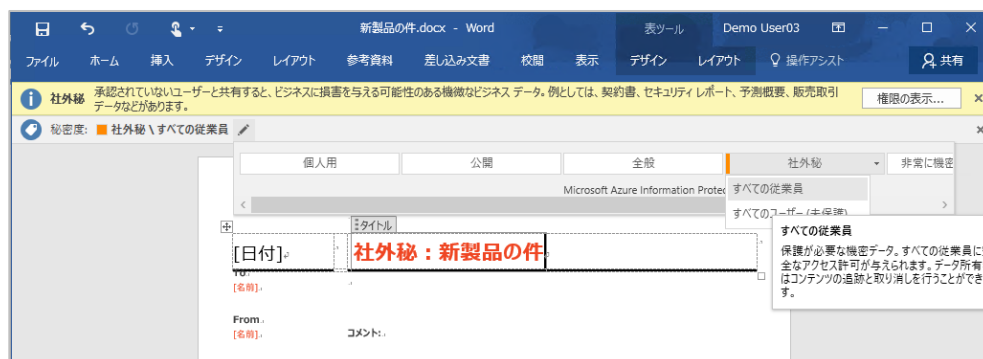 新製品の件.docx - Word
表ツール
Demo User03
ファイル ホーム 挿入 デザイン レイアウト 参考資料 差し込み文書 校閲 表示 デザイン レイアウト 操作アシスト 共有
社外秘 承認されていないユーザーと共有すると、ビジネスに損害を与える可能性のある機微なビジネス データ。例としては、契約書、セキュリティ レポート、予測概要、販売取引
データなどがあります。
権限の表示...
秘密度: 社外秘 \ すべての従業員
個人用 公開 全般 社外秘 非常に機密
Microsoft Azure Information Protec
すべての従業員
すべてのユーザー (未保護)
すべての従業員
保護が必要な機密データ。すべての従業員に
全なアクセス許可が与えられます。データ所有
はコンテンツの追跡と取り消しを行うことができ
す。
タイトル
[日付]
社外秘：新製品の件
To
[名前]
From
[名前]
コメント: